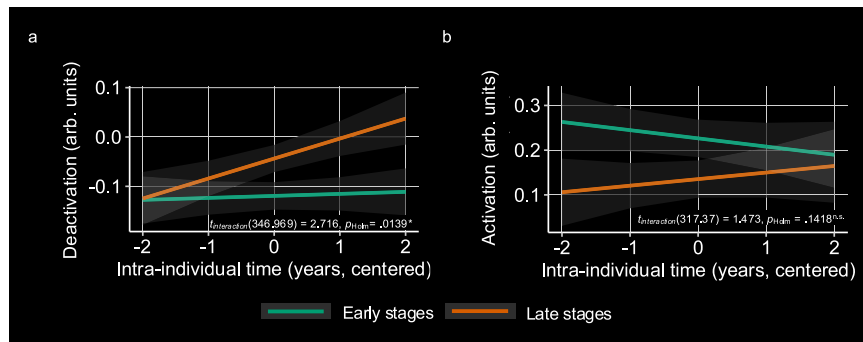 a
b
Deactivation (arb. units)
0.1
0.0
-0.1
t interaction(346.969) = 2.716, pHolm = .0139*
-2 -1 0 1 2
Intra-individual time (years, centered)
Activation (arb. units)
0.3
0.2
0.1
t interaction(317.37) = 1.473, pHolm = .1418n.s.
-2 -1 0 1 2
Intra-individual time (years, centered)
Early stages Late stages